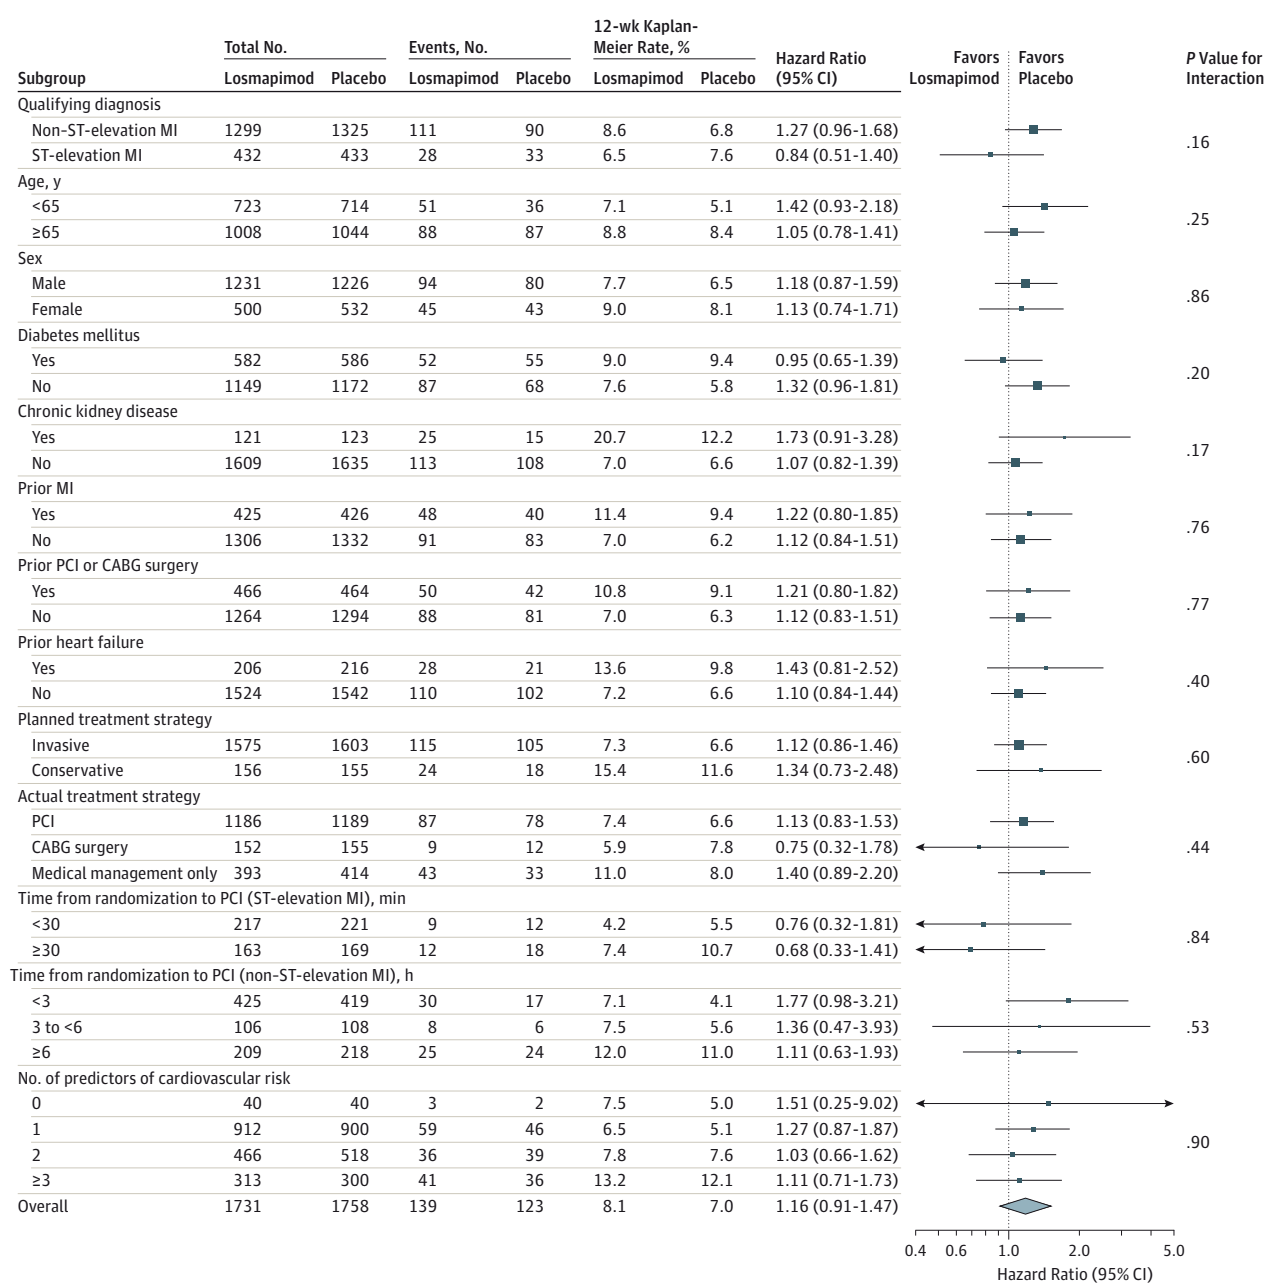 12-wk Kaplan-
Total No. Events, No. Meier Rate, % Hazard Ratio Favors Favors P Value for
Subgroup Losmapimod Placebo Losmapimod Placebo Losmapimod Placebo (95% CI) Losmapimod Placebo Interaction
Qualifying diagnosis
Non-ST-elevation MI 1299 1325 111 90 8.6 6.8 1.27 (0.96-1.68)
.16
ST-elevation MI 432 433 28 33 6.5 7.6 0.84 (0.51-1.40)
Age, y
<65 723 714 51 36 7.1 5.1 1.42 (0.93-2.18)
.25
≥65 1008 1044 88 87 8.8 8.4 1.05 (0.78-1.41)
Sex
Male 1231 1226 94 80 7.7 6.5 1.18 (0.87-1.59)
.86
Female 500 532 45 43 9.0 8.1 1.13 (0.74-1.71)
Diabetes mellitus
Yes 582 586 52 55 9.0 9.4 0.95 (0.65-1.39)
.20
No 1149 1172 87 68 7.6 5.8 1.32 (0.96-1.81)
Chronic kidney disease
Yes 121 123 25 15 20.7 12.2 1.73 (0.91-3.28)
.17
No 1609 1635 113 108 7.0 6.6 1.07 (0.82-1.39)
Prior MI
Yes 425 426 48 40 11.4 9.4 1.22 (0.80-1.85)
.76
No 1306 1332 91 83 7.0 6.2 1.12 (0.84-1.51)
Prior PCI or CABG surgery
Yes 466 464 50 42 10.8 9.1 1.21 (0.80-1.82)
.77
No 1264 1294 88 81 7.0 6.3 1.12 (0.83-1.51)
Prior heart failure
Yes 206 216 28 21 13.6 9.8 1.43 (0.81-2.52)
.40
No 1524 1542 110 102 7.2 6.6 1.10 (0.84-1.44)
Planned treatment strategy
Invasive 1575 1603 115 105 7.3 6.6 1.12 (0.86-1.46)
.60
Conservative 156 155 24 18 15.4 11.6 1.34 (0.73-2.48)
Actual treatment strategy
PCI 1186 1189 87 78 7.4 6.6 1.13 (0.83-1.53)
CABG surgery 152 155 9 12 5.9 7.8 0.75 (0.32-1.78) .44
Medical management only 393 414 43 33 11.0 8.0 1.40 (0.89-2.20)
Time from randomization to PCI (ST-elevation MI), min
<30 217 221 9 12 4.2 5.5 0.76 (0.32-1.81)
.84
≥30 163 169 12 18 7.4 10.7 0.68 (0.33-1.41)
Time from randomization to PCI (non-ST-elevation MI), h
<3 425 419 30 17 7.1 4.1 1.77 (0.98-3.21)
3 to <6 106 108 8 6 7.5 5.6 1.36 (0.47-3.93) .53
≥6 209 218 25 24 12.0 11.0 1.11 (0.63-1.93)
No. of predictors of cardiovascular risk
0 40 40 3 2 7.5 5.0 1.51 (0.25-9.02)
1 912 900 59 46 6.5 5.1 1.27 (0.87-1.87)
.90
2 466 518 36 39 7.8 7.6 1.03 (0.66-1.62)
≥3 313 300 41 36 13.2 12.1 1.11 (0.71-1.73)
Overall 1731 1758 139 123 8.1 7.0 1.16 (0.91-1.47)
0.4 0.6 1.0 2.0 5.0
Hazard Ratio (95% CI)